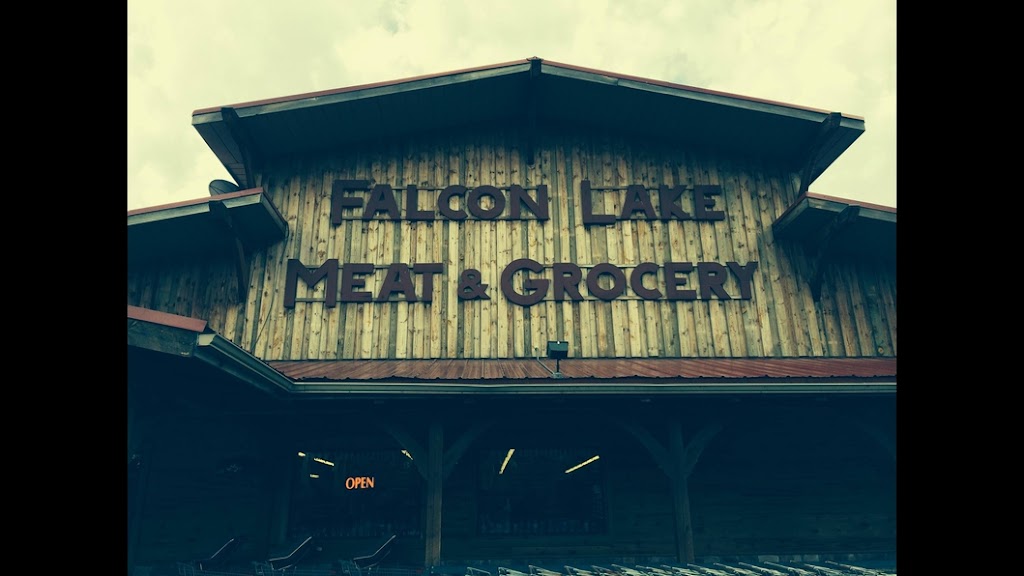 FALCON LAKE
MEAT & GROCERY
OPEN